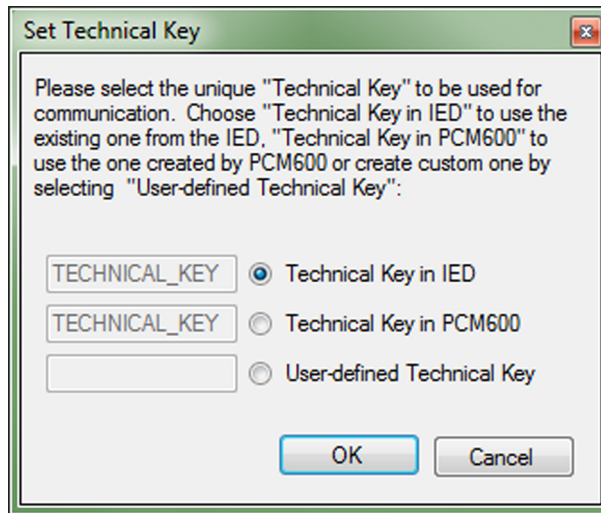 Set Technical Key
Please select the unique "Technical Key" to be used for
communication.  Choose "Technical Key in IED" to use the
existing one from the IED, "Technical Key in PCM600" to
use the one created by PCM600 or create custom one by
selecting  "User-defined Technical Key":
TECHNICAL_KEY Technical Key in IED
TECHNICAL_KEY Technical Key in PCM600
User-defined Technical Key
OK Cancel